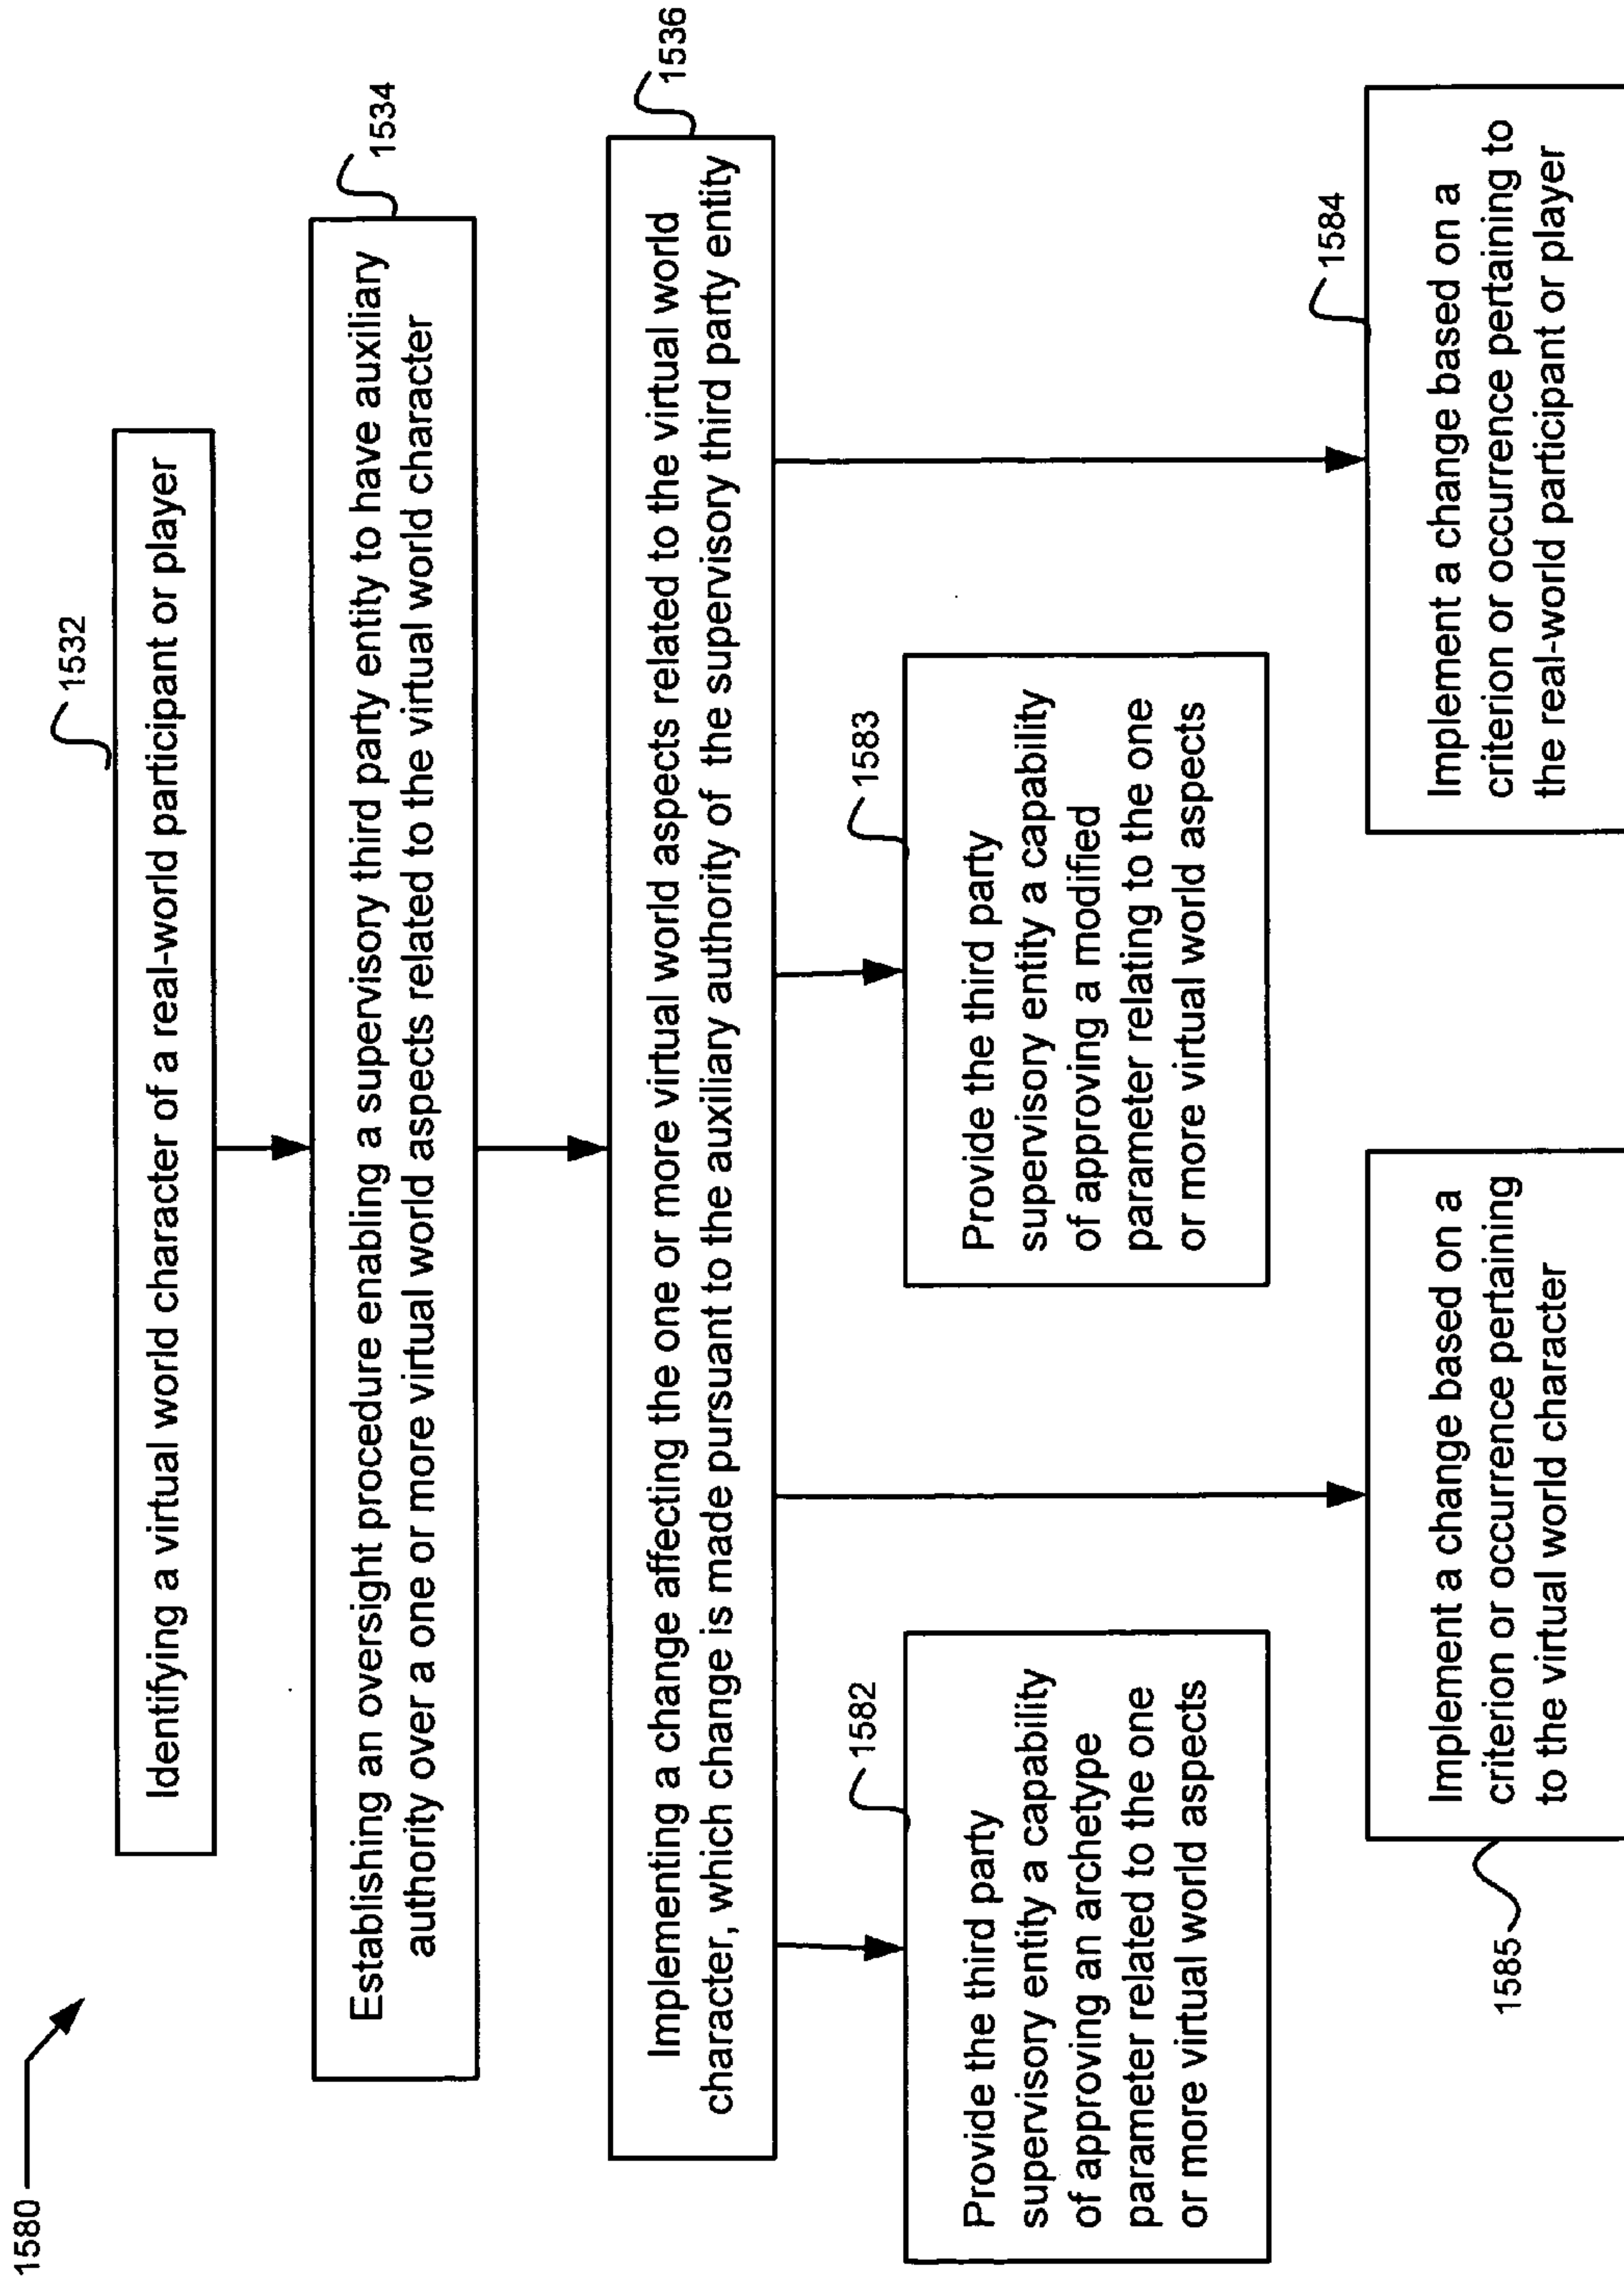 1580
1532
Identifying a virtual world character of a real-world participant or player
1534
Establishing an oversight procedure enabling a supervisory third party entity to have auxiliary
authority over a one or more virtual world aspects related to the virtual world character
1536
Implementing a change affecting the one or more virtual world aspects related to the virtual world
character, which change is made pursuant to the auxiliary authority of the supervisory third party entity
1582
Provide the third party
supervisory entity a capability
of approving an archetype
parameter related to the one
or more virtual world aspects
1583
Provide the third party
supervisory entity a capability
of approving a modified
parameter relating to the one
or more virtual world aspects
1585
Implement a change based on a
criterion or occurrence pertaining
to the virtual world character
1584
Implement a change based on a
criterion or occurrence pertaining to
the real-world participant or player